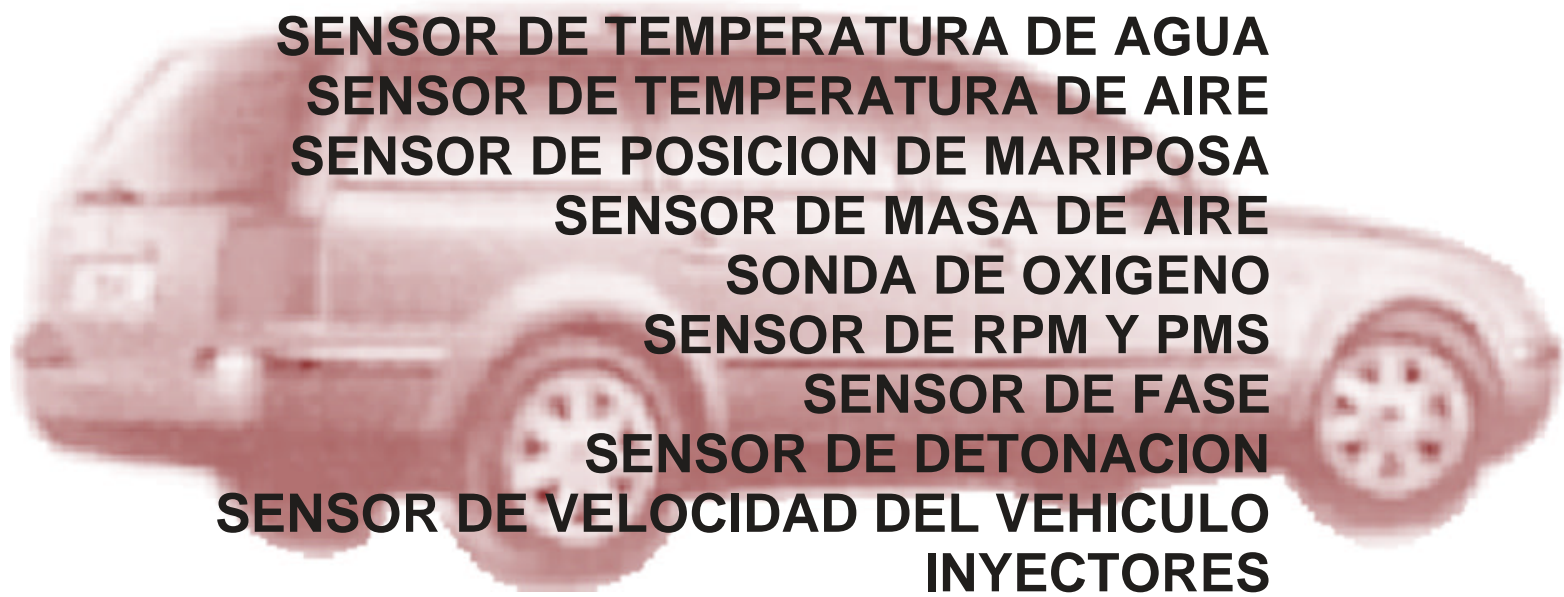 SENSOR DE TEMPERATURA DE AGUA
SENSOR DE TEMPERATURA DE AIRE
SENSOR DE POSICION DE MARIPOSA
SENSOR DE MASA DE AIRE
SONDA DE OXIGENO
SENSOR DE RPM Y PMS
SENSOR DE FASE
SENSOR DE DETONACION
SENSOR DE VELOCIDAD DEL VEHICULO
INYECTORES